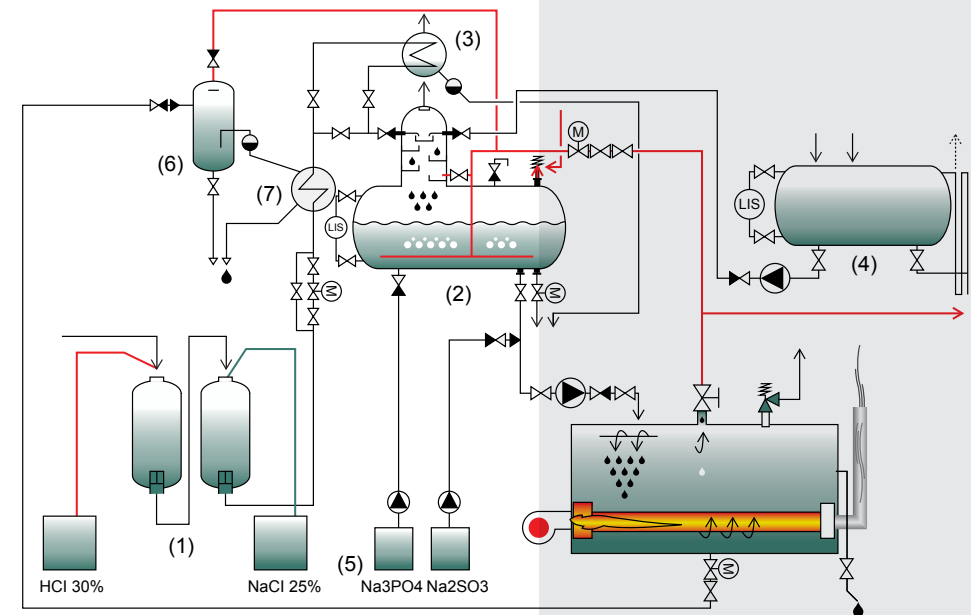 (3)
M
(6)
(7)
LIS
LIS
(4)
(2)
M
M
(1)
(5)
HCl 30%
NaCl 25%
Na3PO4
Na2SO3
M